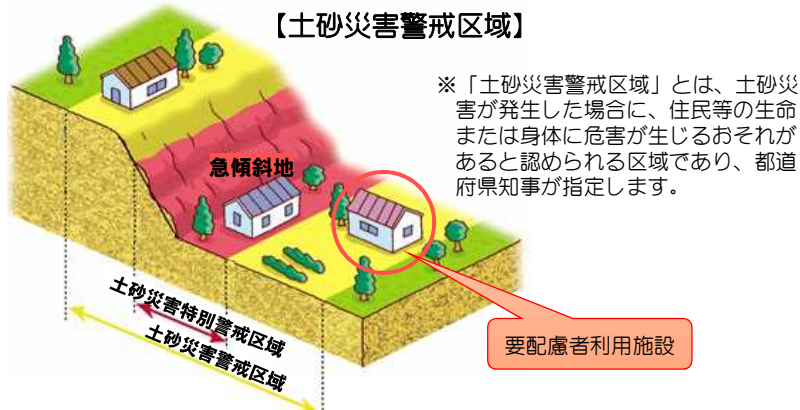 【土砂災害警戒区域】
※「土砂災害警戒区域」とは、土砂災
害が発生した場合に、住民等の生命
または身体に危害が生じるおそれが
あると認められる区域であり、都道
府県知事が指定します。
急傾斜地
土砂災害特別警戒区域
土砂災害警戒区域
要配慮者利用施設